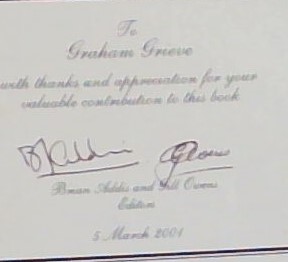 To
Graham Grieve
with thanks and appreciation for your
valuable contribution to this book
Brian Addis and Gill Owens
Editors
5 March 2001